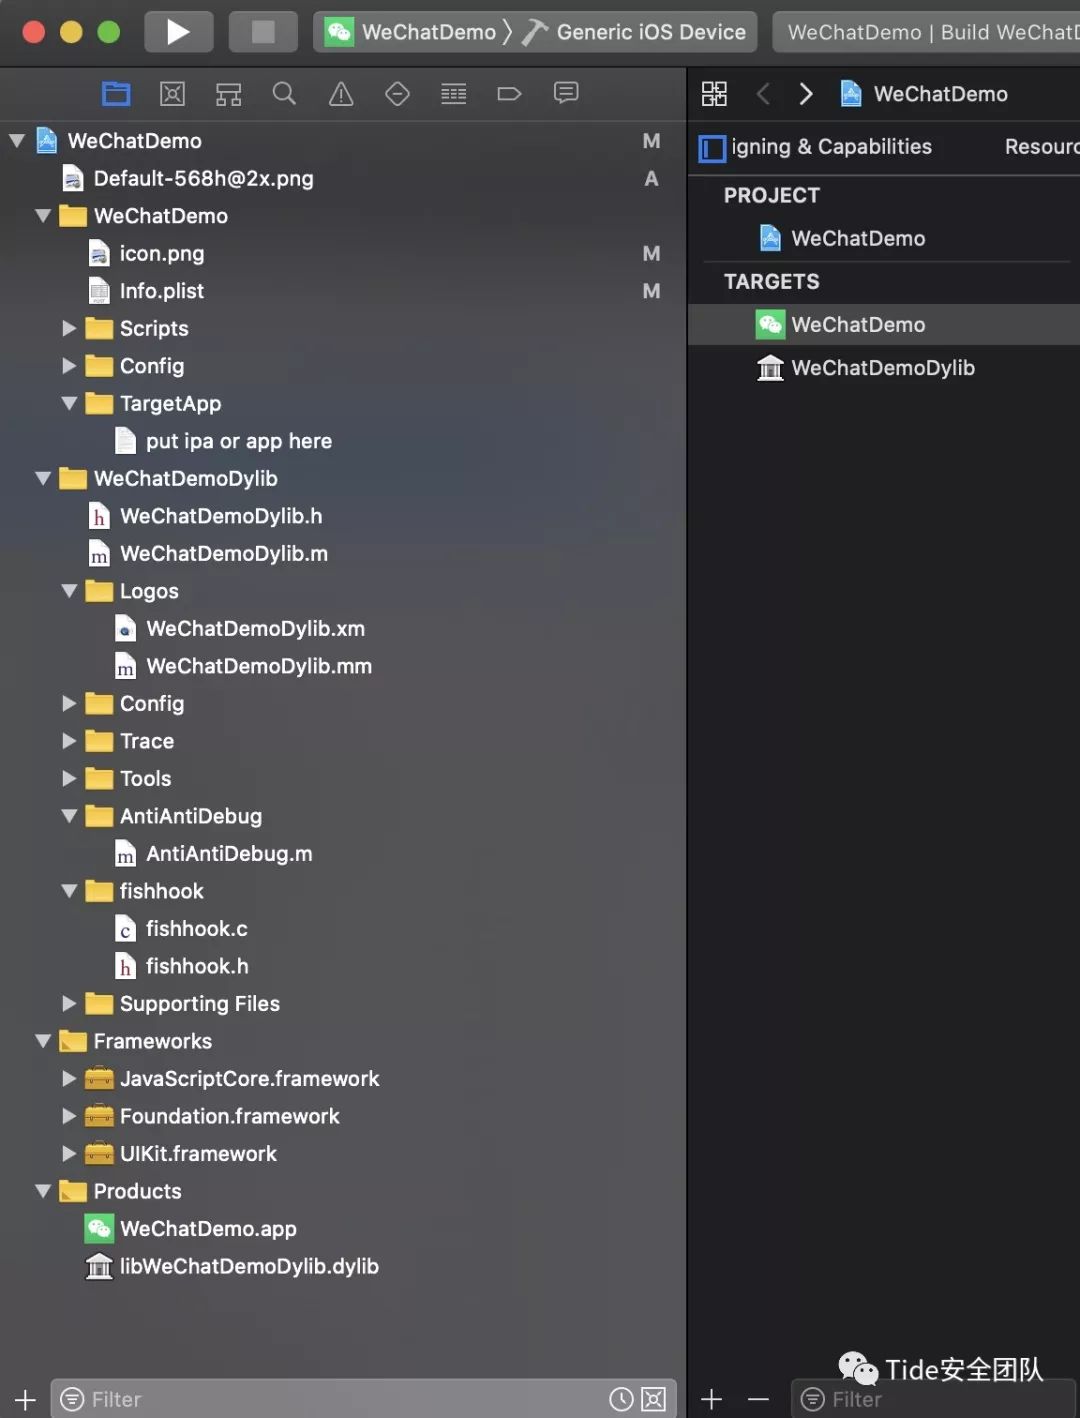 WeChatDemo 〉 Generic iOS Device
WeChatDemo | Build WeChatD
WeChatDemo M
Default-568h@2x.png A
WeChatDemo
icon.png M
Info.plist M
Scripts
Config
TargetApp
put ipa or app here
WeChatDemoDylib
h WeChatDemoDylib.h
m WeChatDemoDylib.m
Logos
WeChatDemoDylib.xm
m WeChatDemoDylib.mm
Config
Trace
Tools
AntiAntiDebug
m AntiAntiDebug.m
fishhook
c fishhook.c
h fishhook.h
Supporting Files
Frameworks
JavaScriptCore.framework
Foundation.framework
UIKit.framework
Products
WeChatDemo.app
libWeChatDemoDylib.dylib
Filter
WeChatDemo
igning & Capabilities
Resourc
PROJECT
WeChatDemo
TARGETS
WeChatDemo
WeChatDemoDylib
Tide安全团队
Filter